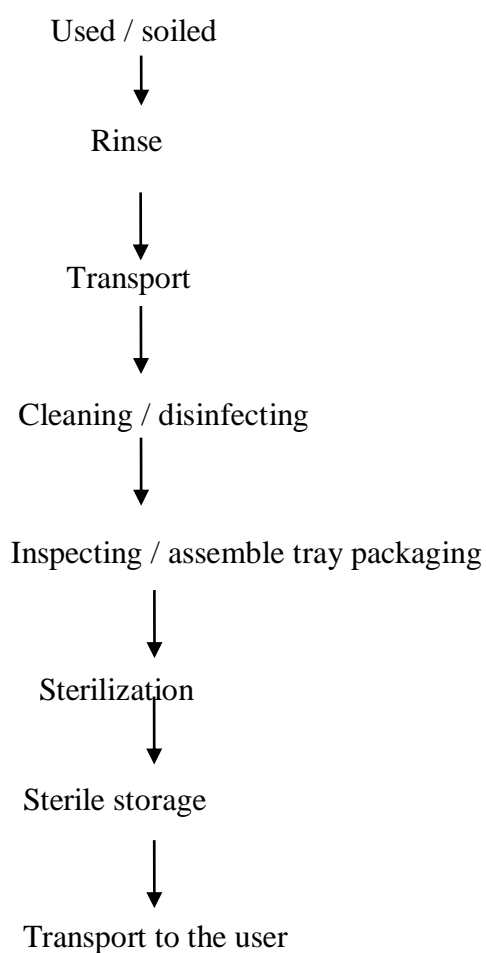 Used / soiled
Rinse
Transport
Cleaning / disinfecting
Inspecting / assemble tray packaging
Sterilization
Sterile storage
Transport to the user